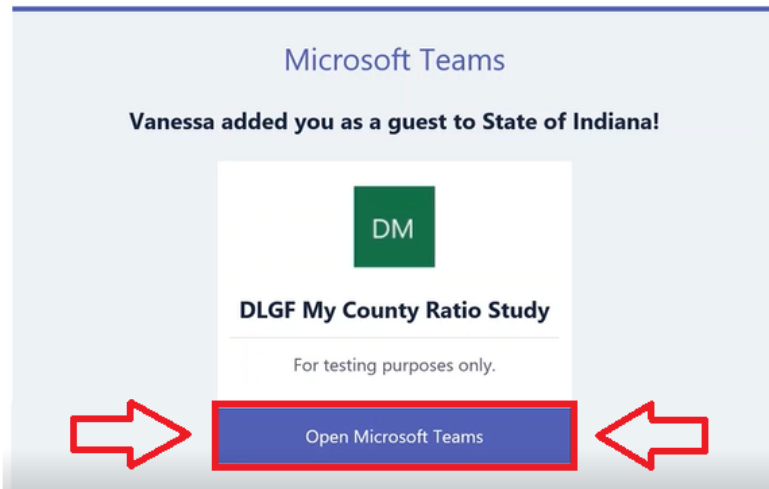 Microsoft Teams
Vanessa added you as a guest to State of Indiana!
DM
DLGF My County Ratio Study
For testing purposes only.
Open Microsoft Teams